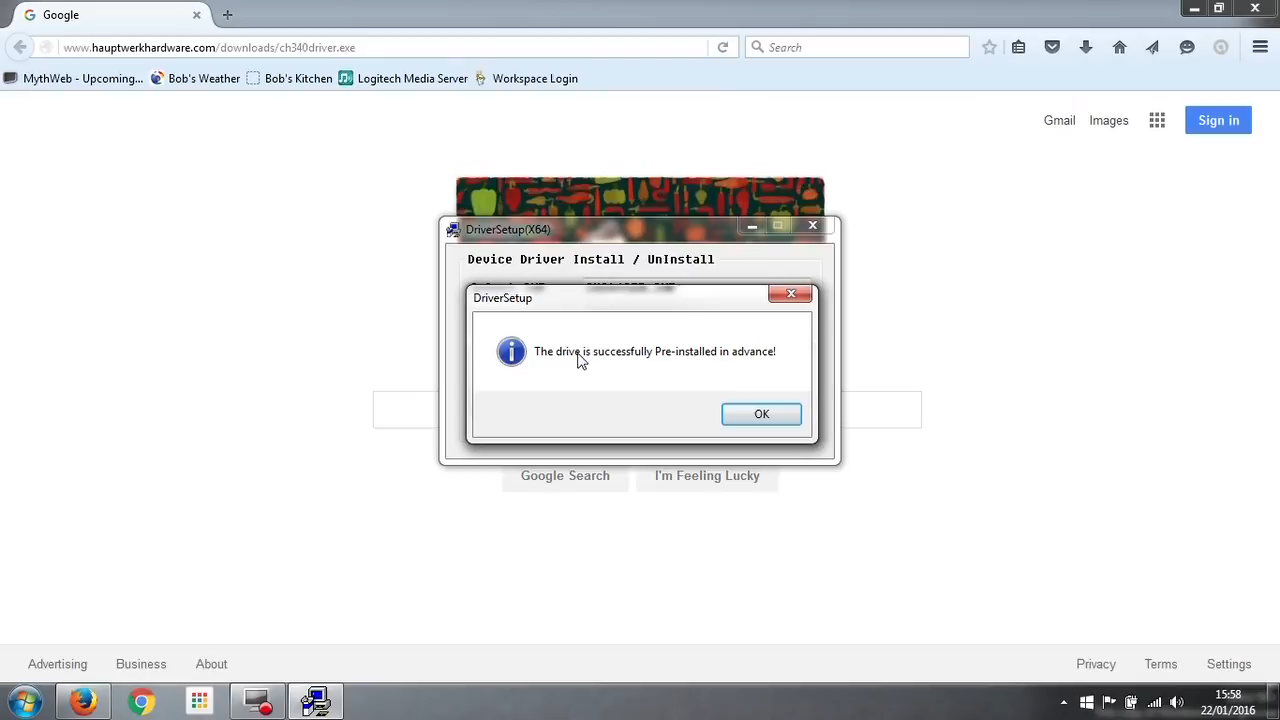 Google
www.hauptwerkhardware.com/downloads/ch340driver.exe
Search
MythWeb - Upcoming...
Bob's Weather
Bob's Kitchen
Logitech Media Server
Workspace Login
Gmail
Images
Sign in
DriverSetup(X64)
Device Driver Install / UnInstall
DriverSetup
The drive is successfully Pre-installed in advance!
OK
Google Search
I'm Feeling Lucky
Advertising
Business
About
Privacy
Terms
Settings
15:58
22/01/2016